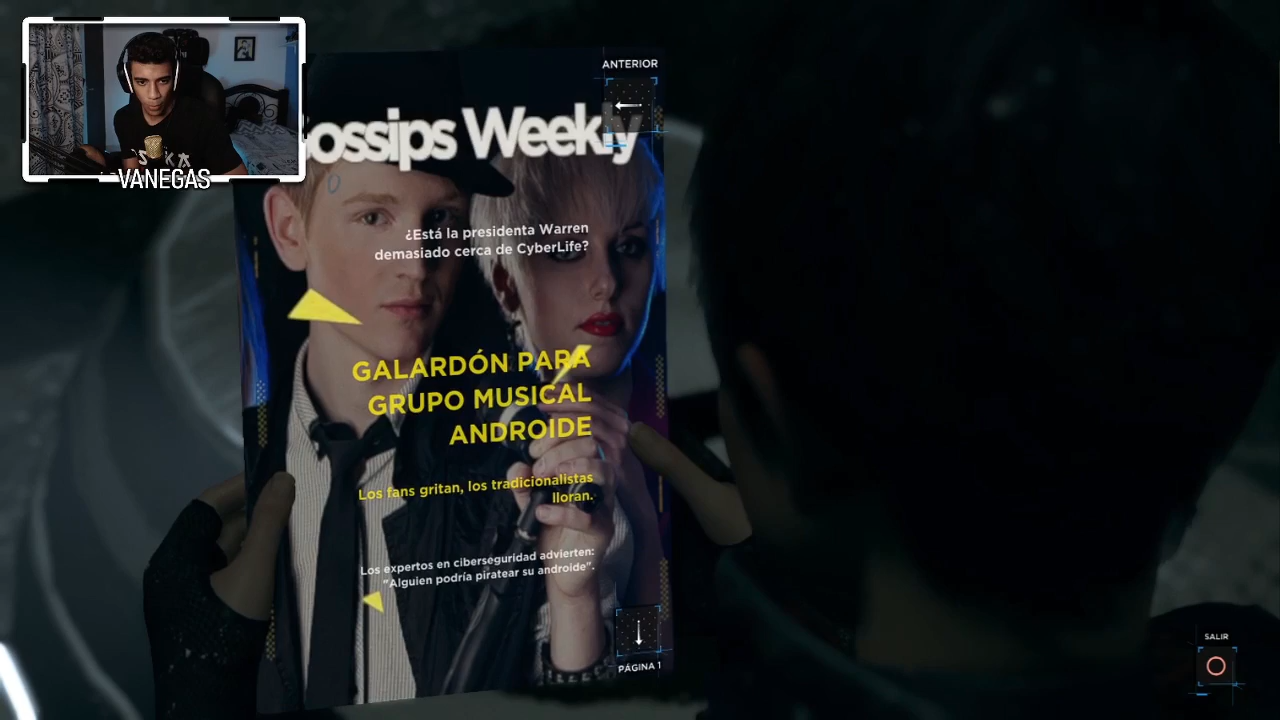 VANEGAS
ANTERIOR
ossips Weekly
¿Está la presidenta Warren
demasiado cerca de CyberLife?
GALARDÓN PARA
GRUPO MUSICAL
ANDROIDE
Los fans gritan, los tradicionalistas
lloran.
Los expertos en ciberseguridad advierten:
"Alguien podría piratear su androide".
PÁGINA 1
SALIR